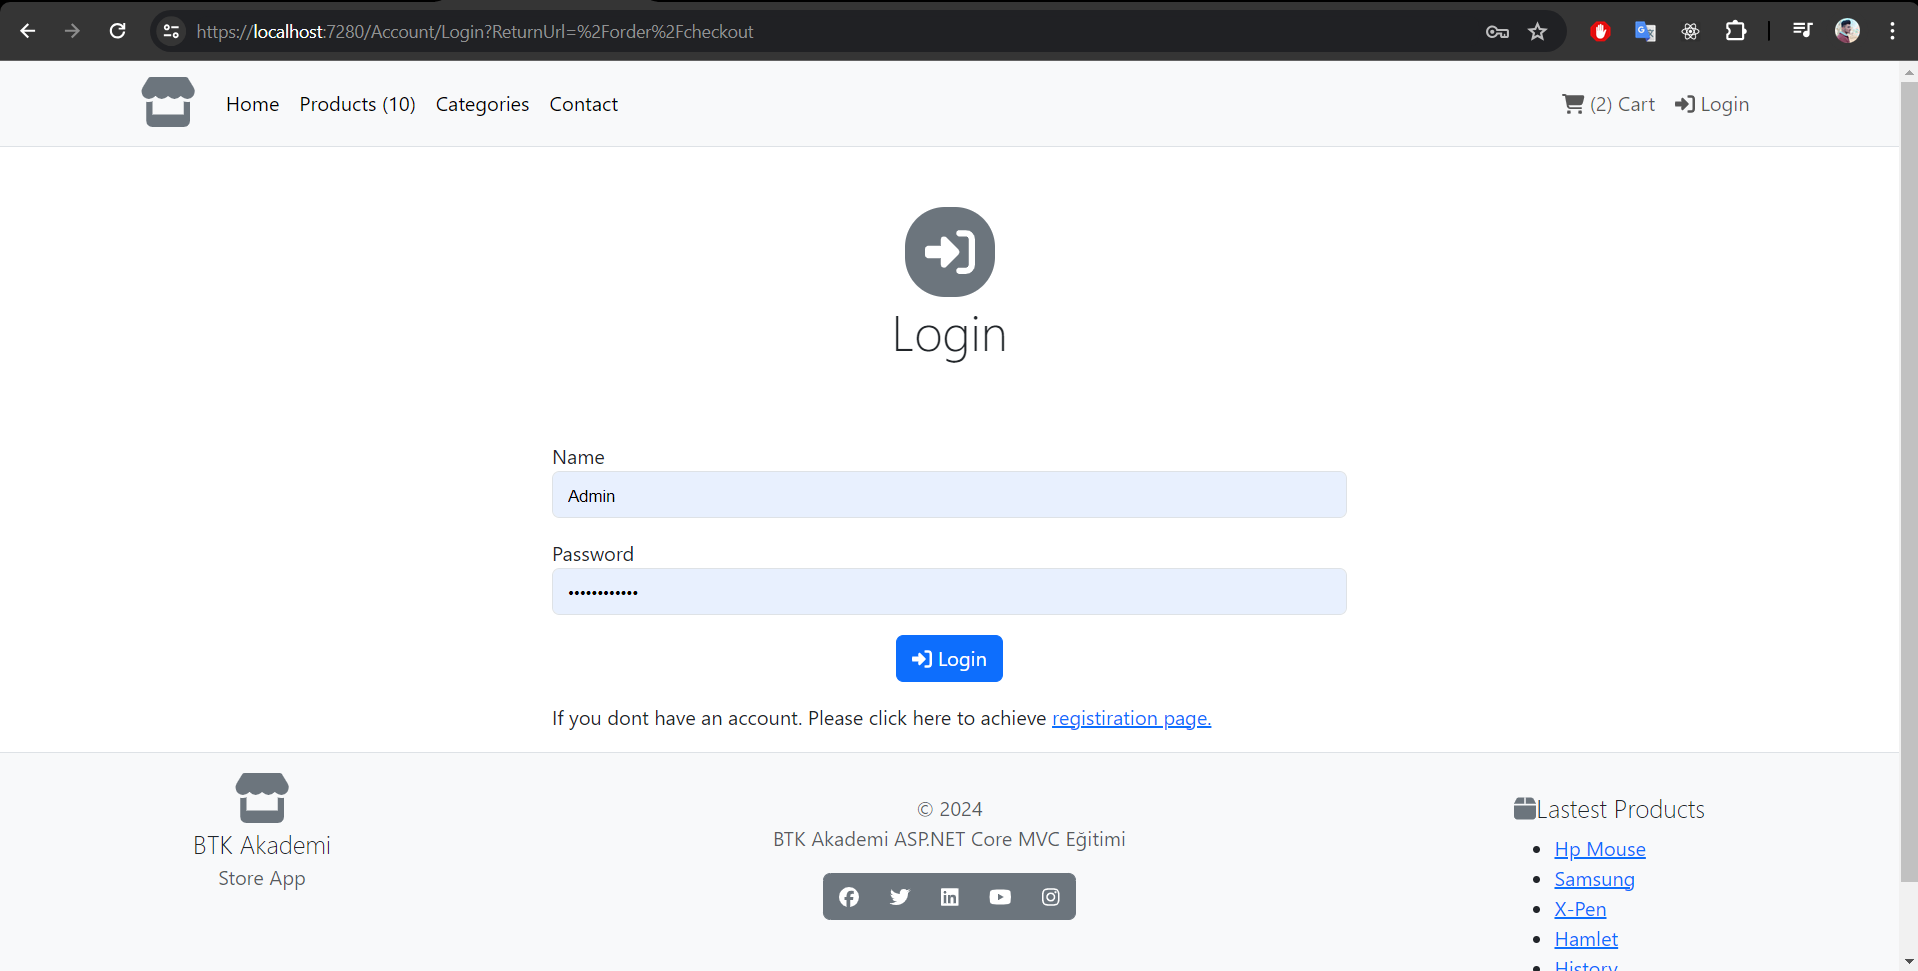 https://localhost:7280/Account/Login?ReturnUrl=%2Forder%2Fcheckout
Home Products (10) Categories Contact (2) Cart Login
Login
Name
Admin
Password
••••••••••••
Login
If you dont have an account. Please click here to achieve registiration page.
BTK Akademi
Store App
© 2024
BTK Akademi ASP.NET Core MVC Eğitimi
Lastest Products
Hp Mouse
Samsung
X-Pen
Hamlet
History